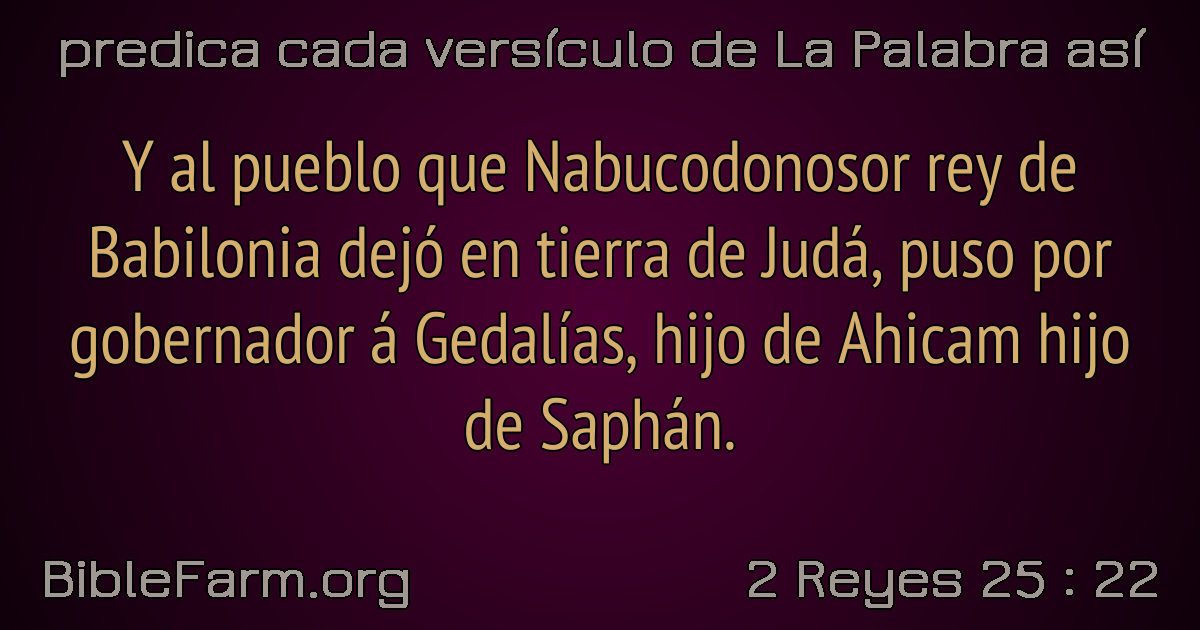 predica cada versículo de La Palabra así
Y al pueblo que Nabucodonosor rey de
Babilonia dejó en tierra de Judá, puso por
gobernador á Gedalías, hijo de Ahicam hijo
de Saphán.
BibleFarm.org
2 Reyes 25 : 22